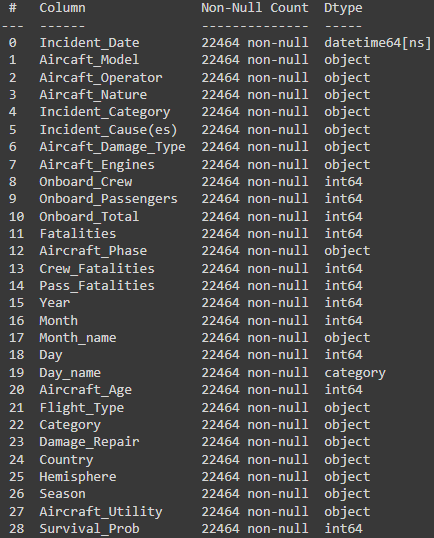 #   Column                Non-Null Count  Dtype
---  ------                --------------  -----
0   Incident_Date         22464 non-null  datetime64[ns]
1   Aircaft_Model         22464 non-null  object
2   Aircaft_Operator      22464 non-null  object
3   Aircaft_Nature        22464 non-null  object
4   Incident_Category     22464 non-null  object
5   Incident_Cause(es)    22464 non-null  object
6   Aircaft_Damage_Type   22464 non-null  object
7   Aircaft_Engines       22464 non-null  object
8   Onboard_Crew          22464 non-null  int64
9   Onboard_Passengers    22464 non-null  int64
10  Onboard_Total         22464 non-null  int64
11  Fatalities            22464 non-null  int64
12  Aircraft_Phase        22464 non-null  object
13  Crew_Fatalities       22464 non-null  int64
14  Pass_Fatalities       22464 non-null  int64
15  Year                  22464 non-null  int64
16  Month                 22464 non-null  int64
17  Month_name            22464 non-null  object
18  Day                   22464 non-null  int64
19  Day_name              22464 non-null  category
20  Aircraft_Age          22464 non-null  int64
21  Flight_Type           22464 non-null  object
22  Category              22464 non-null  object
23  Damage_Repair         22464 non-null  object
24  Country               22464 non-null  object
25  Hemisphere            22464 non-null  object
26  Season                22464 non-null  object
27  Aircraft_Utility      22464 non-null  object
28  Survival_Prob         22464 non-null  int64